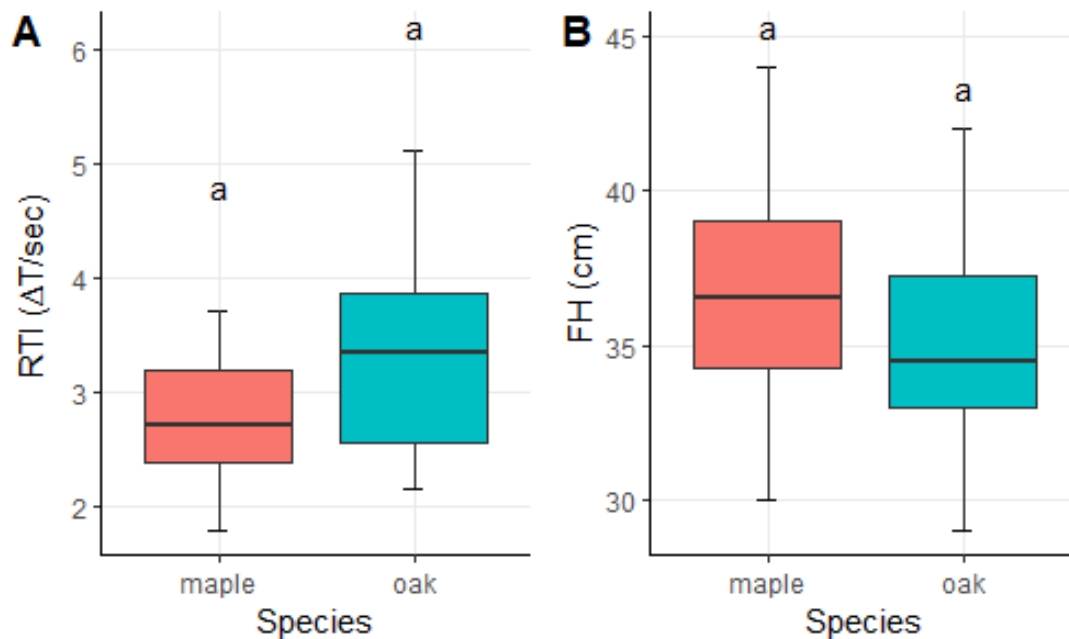 A
RTI (ΔT/sec)
6
5
4
3
2
a
a
maple
oak
Species
B
FH (cm)
45
40
35
30
a
a
maple
oak
Species